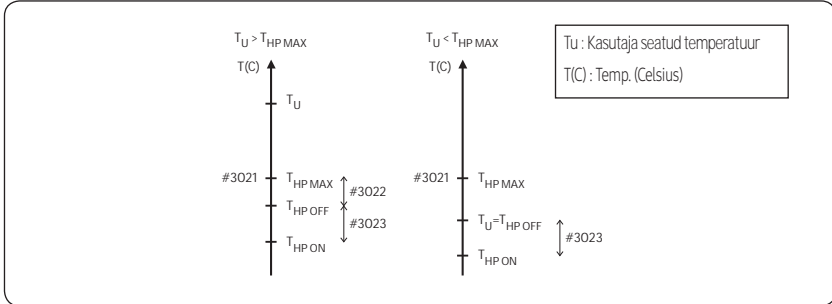 T_U > T_HP MAX
T(C)
T_U
#3021
T_HP MAX
#3022
T_HP OFF
#3023
T_HP ON
T_U < T_HP MAX
T(C)
#3021
T_HP MAX
T_U=T_HP OFF
#3023
T_HP ON
Tu : Kasutaja seatud temperatuur
T(C) : Temp. (Celsius)